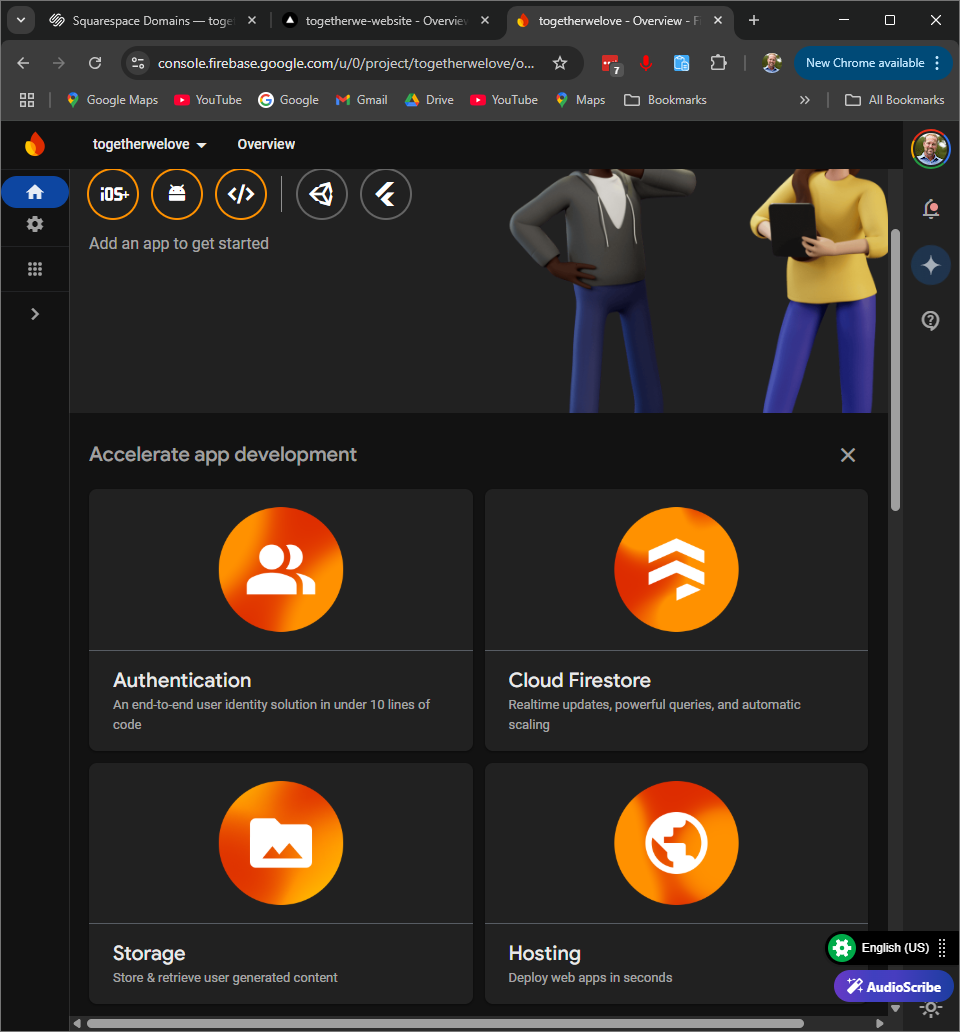 Squarespace Domains — toge
togetherwe-website - Overview
togetherwelove - Overview - F
console.firebase.google.com/u/0/project/togetherwelove/o...
7
New Chrome available
Google Maps
YouTube
Google
Gmail
Drive
YouTube
Maps
Bookmarks
All Bookmarks
togetherwelove
Overview
iOS+
Add an app to get started
Accelerate app development
Authentication
An end-to-end user identity solution in under 10 lines of
code
Cloud Firestore
Realtime updates, powerful queries, and automatic
scaling
Storage
Store & retrieve user generated content
Hosting
Deploy web apps in seconds
English (US)
AudioScribe